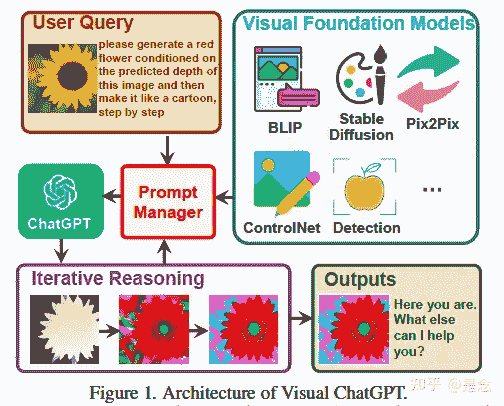 User Query
please generate a red
flower conditioned on
the predicted depth of
this image and then
make it like a cartoon,
step by step
Visual Foundation Models
BLIP
Stable
Diffusion
Pix2Pix
ControlNet
Detection
...
ChatGPT
Prompt
Manager
Iterative Reasoning
Outputs
Here you are.
What else
can I help
you?
Figure 1. Architecture of Visual ChatGPT.